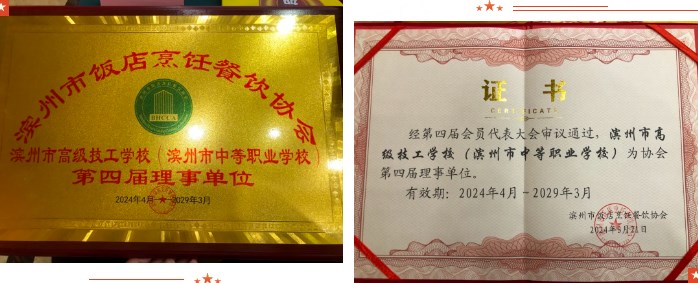 滨州市饭店烹饪餐饮协会
BHCCA
滨州市高级技工学校（滨州市中等职业学校）
第四届理事单位
2024年4月－2029年3月
证 书
CERTIFICATE
经第四届会员代表大会审议通过，滨州市高
级技工学校（滨州市中等职业学校）为协会
第四届理事单位。
有效期：2024年4月－2029年3月
滨州市饭店烹饪餐饮协会
2024年5月21日